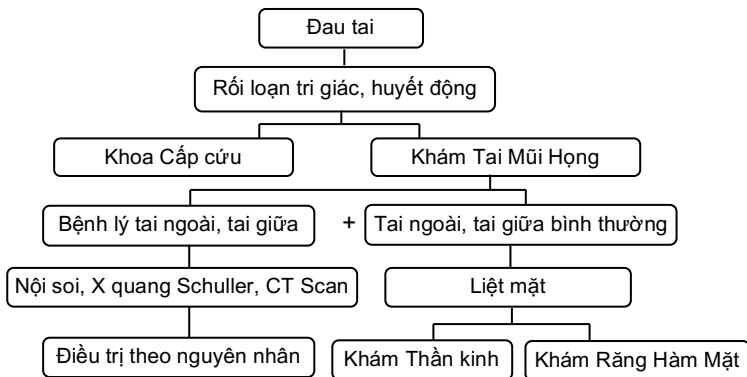 Đau tai
Rối loạn tri giác, huyết động
Khoa Cấp cứu
Khám Tai Mũi Họng
Bệnh lý tai ngoài, tai giữa
+
Tai ngoài, tai giữa bình thường
Nội soi, X quang Schuller, CT Scan
Liệt mặt
Điều trị theo nguyên nhân
Khám Thần kinh
Khám Răng Hàm Mặt